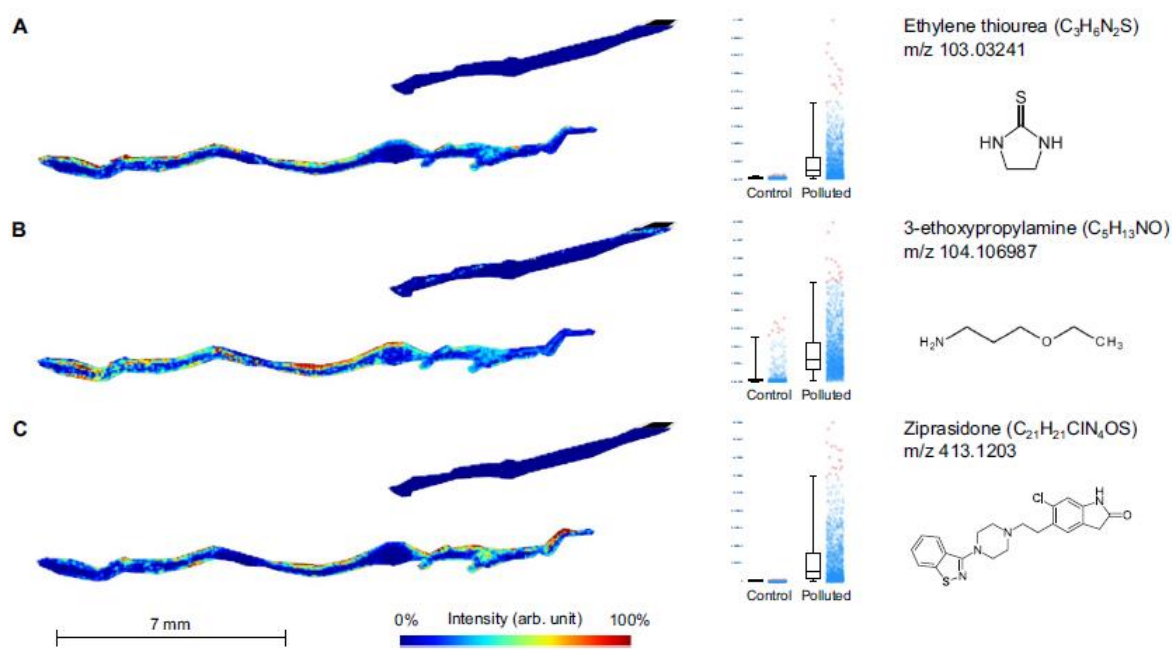 A
Ethylene thiourea (C₃H₆N₂S)
m/z 103.03241
S
HN
NH
Control
Polluted
B
3-ethoxypropylamine (C₅H₁₃NO)
m/z 104.106987
H₂N
O
CH₃
Control
Polluted
C
Ziprasidone (C₂₁H₂₁ClN₄OS)
m/z 413.1203
Cl
H
N
O
N
N
S
N
Control
Polluted
7 mm
0% Intensity (arb. unit) 100%